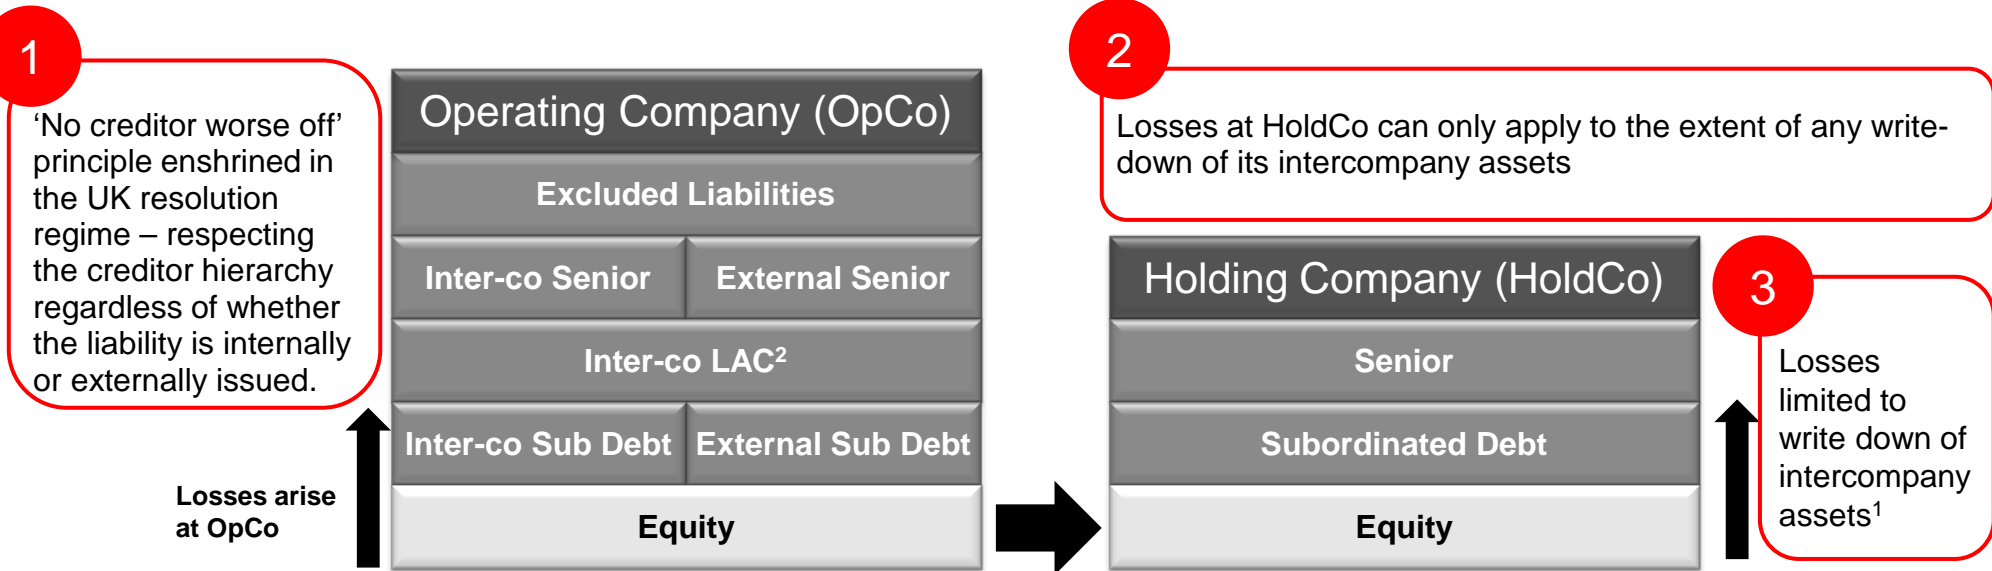 1
‘No creditor worse off’
principle enshrined in
the UK resolution
regime – respecting
the creditor hierarchy
regardless of whether
the liability is internally
or externally issued.
Losses arise
at OpCo
Operating Company (OpCo)
Excluded Liabilities
Inter-co Senior
External Senior
Inter-co LAC²
Inter-co Sub Debt
External Sub Debt
Equity
2
Losses at HoldCo can only apply to the extent of any write-
down of its intercompany assets
Holding Company (HoldCo)
Senior
Subordinated Debt
Equity
3
Losses
limited to
write down of
intercompany
assets¹